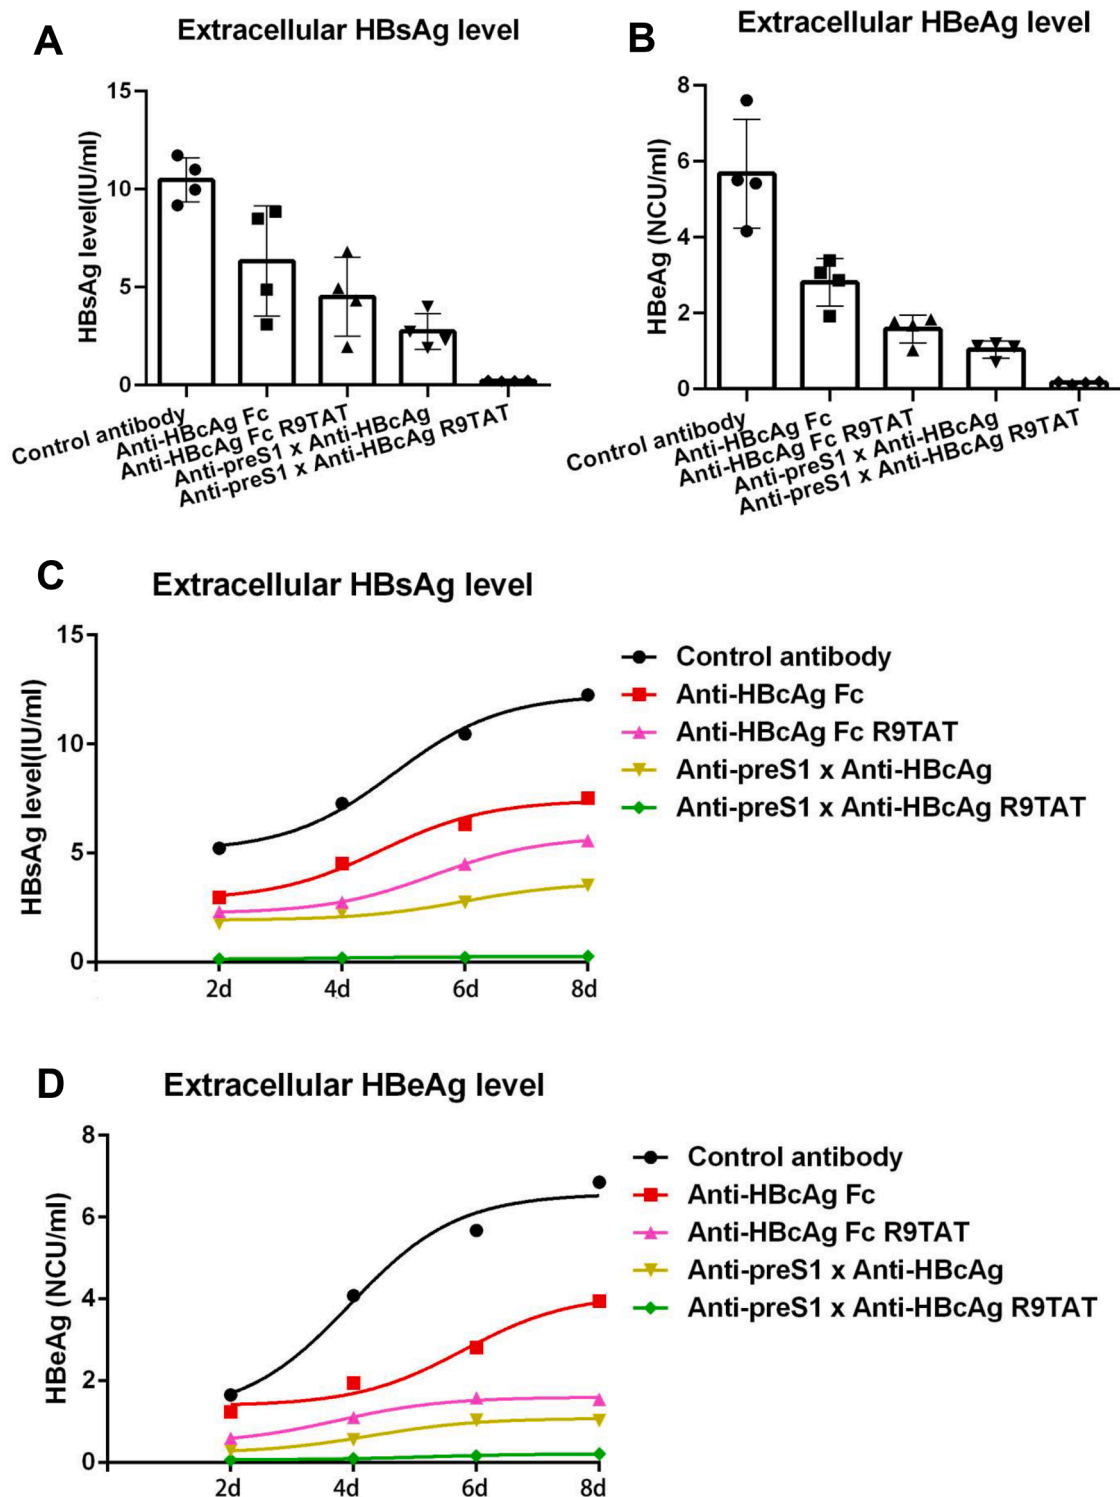 A
Extracellular HBsAg level
HBsAg level(IU/ml)
15
10
5
0
Control antibody
Anti-HBcAg Fc
Anti-HBcAg Fc R9TAT
Anti-preS1 x Anti-HBcAg
Anti-preS1 x Anti-HBcAg R9TAT
B
Extracellular HBeAg level
HBeAg (NCU/ml)
8
6
4
2
0
Control antibody
Anti-HBcAg Fc
Anti-HBcAg Fc R9TAT
Anti-preS1 x Anti-HBcAg
Anti-preS1 x Anti-HBcAg R9TAT
C
Extracellular HBsAg level
HBsAg level(IU/ml)
15
10
5
0
2d 4d 6d 8d
Control antibody
Anti-HBcAg Fc
Anti-HBcAg Fc R9TAT
Anti-preS1 x Anti-HBcAg
Anti-preS1 x Anti-HBcAg R9TAT
D
Extracellular HBeAg level
HBeAg (NCU/ml)
8
6
4
2
0
2d 4d 6d 8d
Control antibody
Anti-HBcAg Fc
Anti-HBcAg Fc R9TAT
Anti-preS1 x Anti-HBcAg
Anti-preS1 x Anti-HBcAg R9TAT